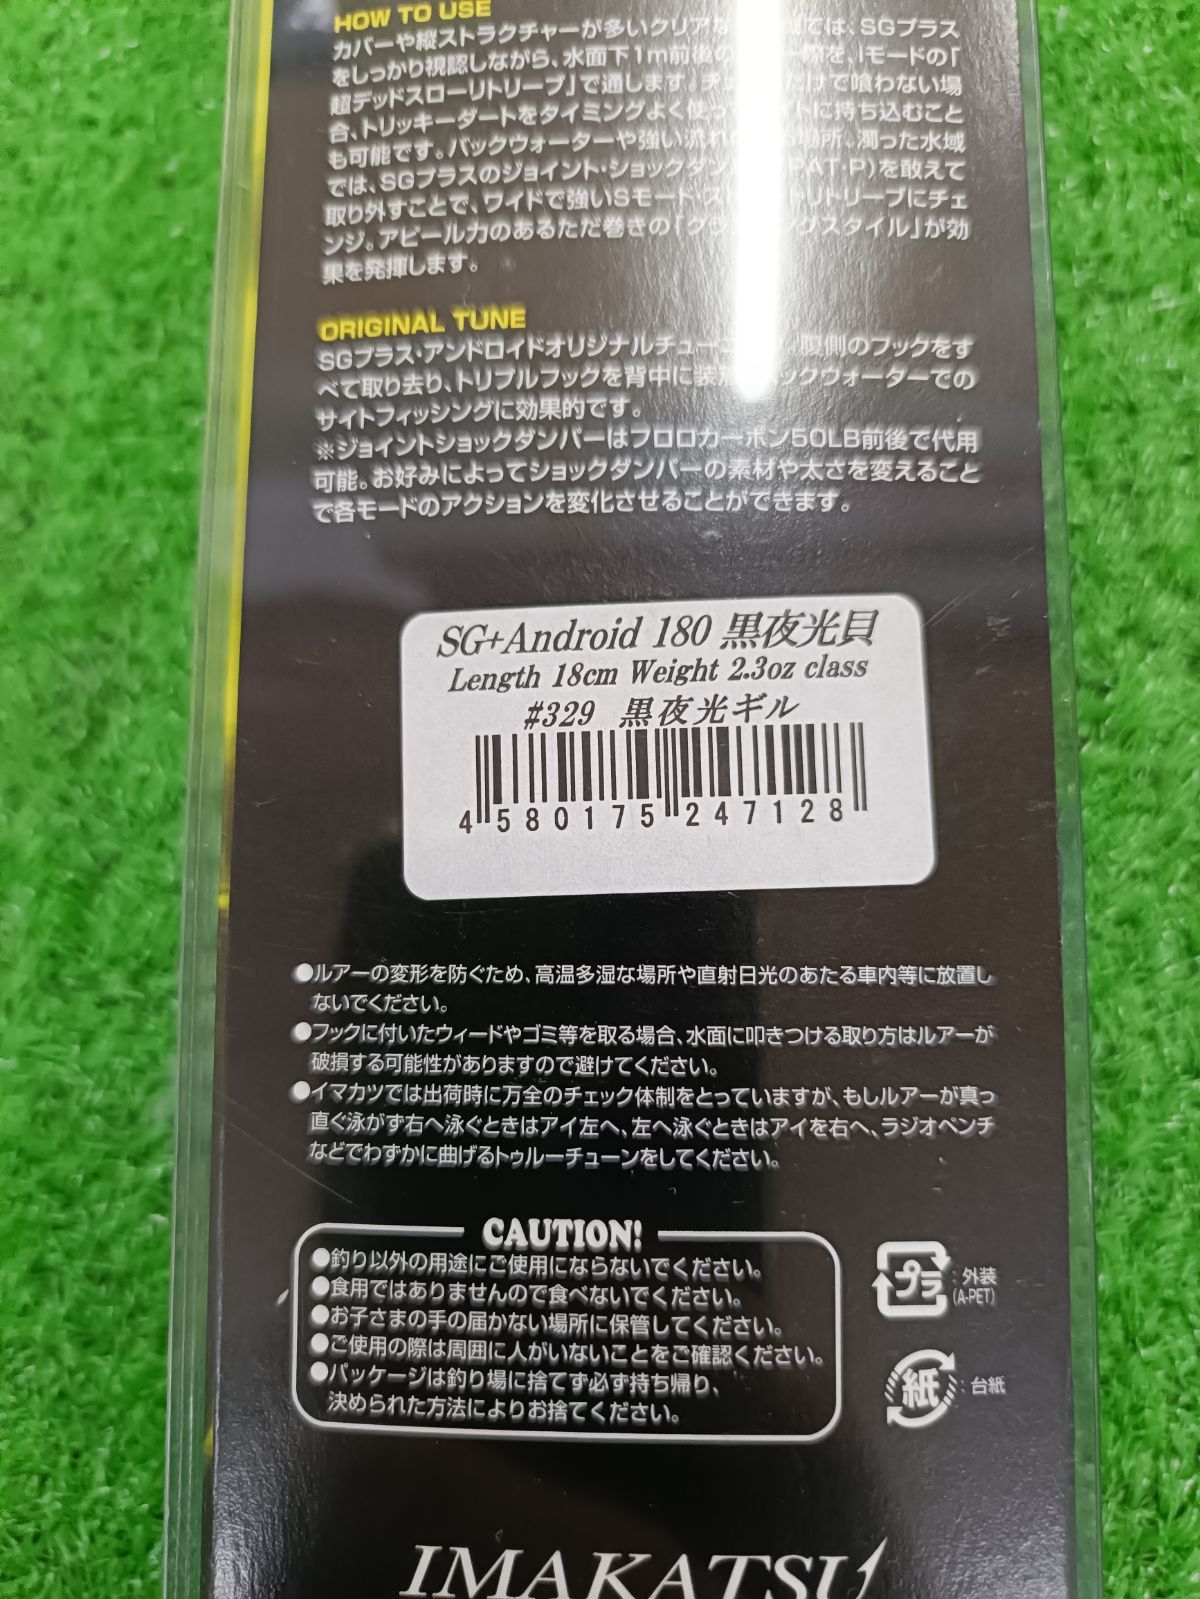 HOW TO USE
カバーや縦ストラクチャーが多いクリアな では、SGプラス
をしっかり視認しながら、水面下1m前後の 際を、Iモードの「
超デッドスローリトリーブ」で通します。 だけで喰わない場
合、トリッキーダートをタイミングよく使っ イトに持ち込むこと
も可能です。バックウォーターや強い流れ 場所、濁った水域
では、SGプラスのジョイント・ショックダン PAT・P)を敢えて
取り外すことで、ワイドで強いSモード・ス リトリーブにチェ
ンジ。アピール力のあるただ巻きの「 ングスタイル」が効
果を発揮します。
ORIGINAL TUNE
SGプラス・アンドロイドオリジナルチュー 腹側のフックをす
べて取り去り、トリプルフックを背中に装 ックウォーターでの
サイトフィッシングに効果的です。
※ジョイントショックダンパーはフロロカーボン50LB前後で代用
可能。お好みによってショックダンパーの素材や太さを変えること
で各モードのアクションを変化させることができます。
SG+Android 180 黒夜光貝
Length 18cm Weight 2.3oz class
#329 黒夜光ギル
4 580175 247128
●ルアーの変形を防ぐため、高温多湿な場所や直射日光のあたる車内等に放置し
ないでください。
●フックに付いたウィードやゴミ等を取る場合、水面に叩きつける取り方はルアーが
破損する可能性がありますので避けてください。
●イマカツでは出荷時に万全のチェック体制をとっていますが、もしルアーが真っ
直ぐ泳がず右へ泳ぐときはアイ左へ、左へ泳ぐときはアイを右へ、ラジオペンチ
などでわずかに曲げるトゥルーチューンをしてください。
CAUTION!
●釣り以外の用途にご使用にならないでください。
●食用ではありませんので食べないでください。
●お子さまの手の届かない場所に保管してください。
●ご使用の際は周囲に人がいないことをご確認ください。
●パッケージは釣り場に捨てず必ず持ち帰り、
決められた方法によりお捨てください。
プラ :外装
(A-PET)
紙 :台紙
IMAKATSU